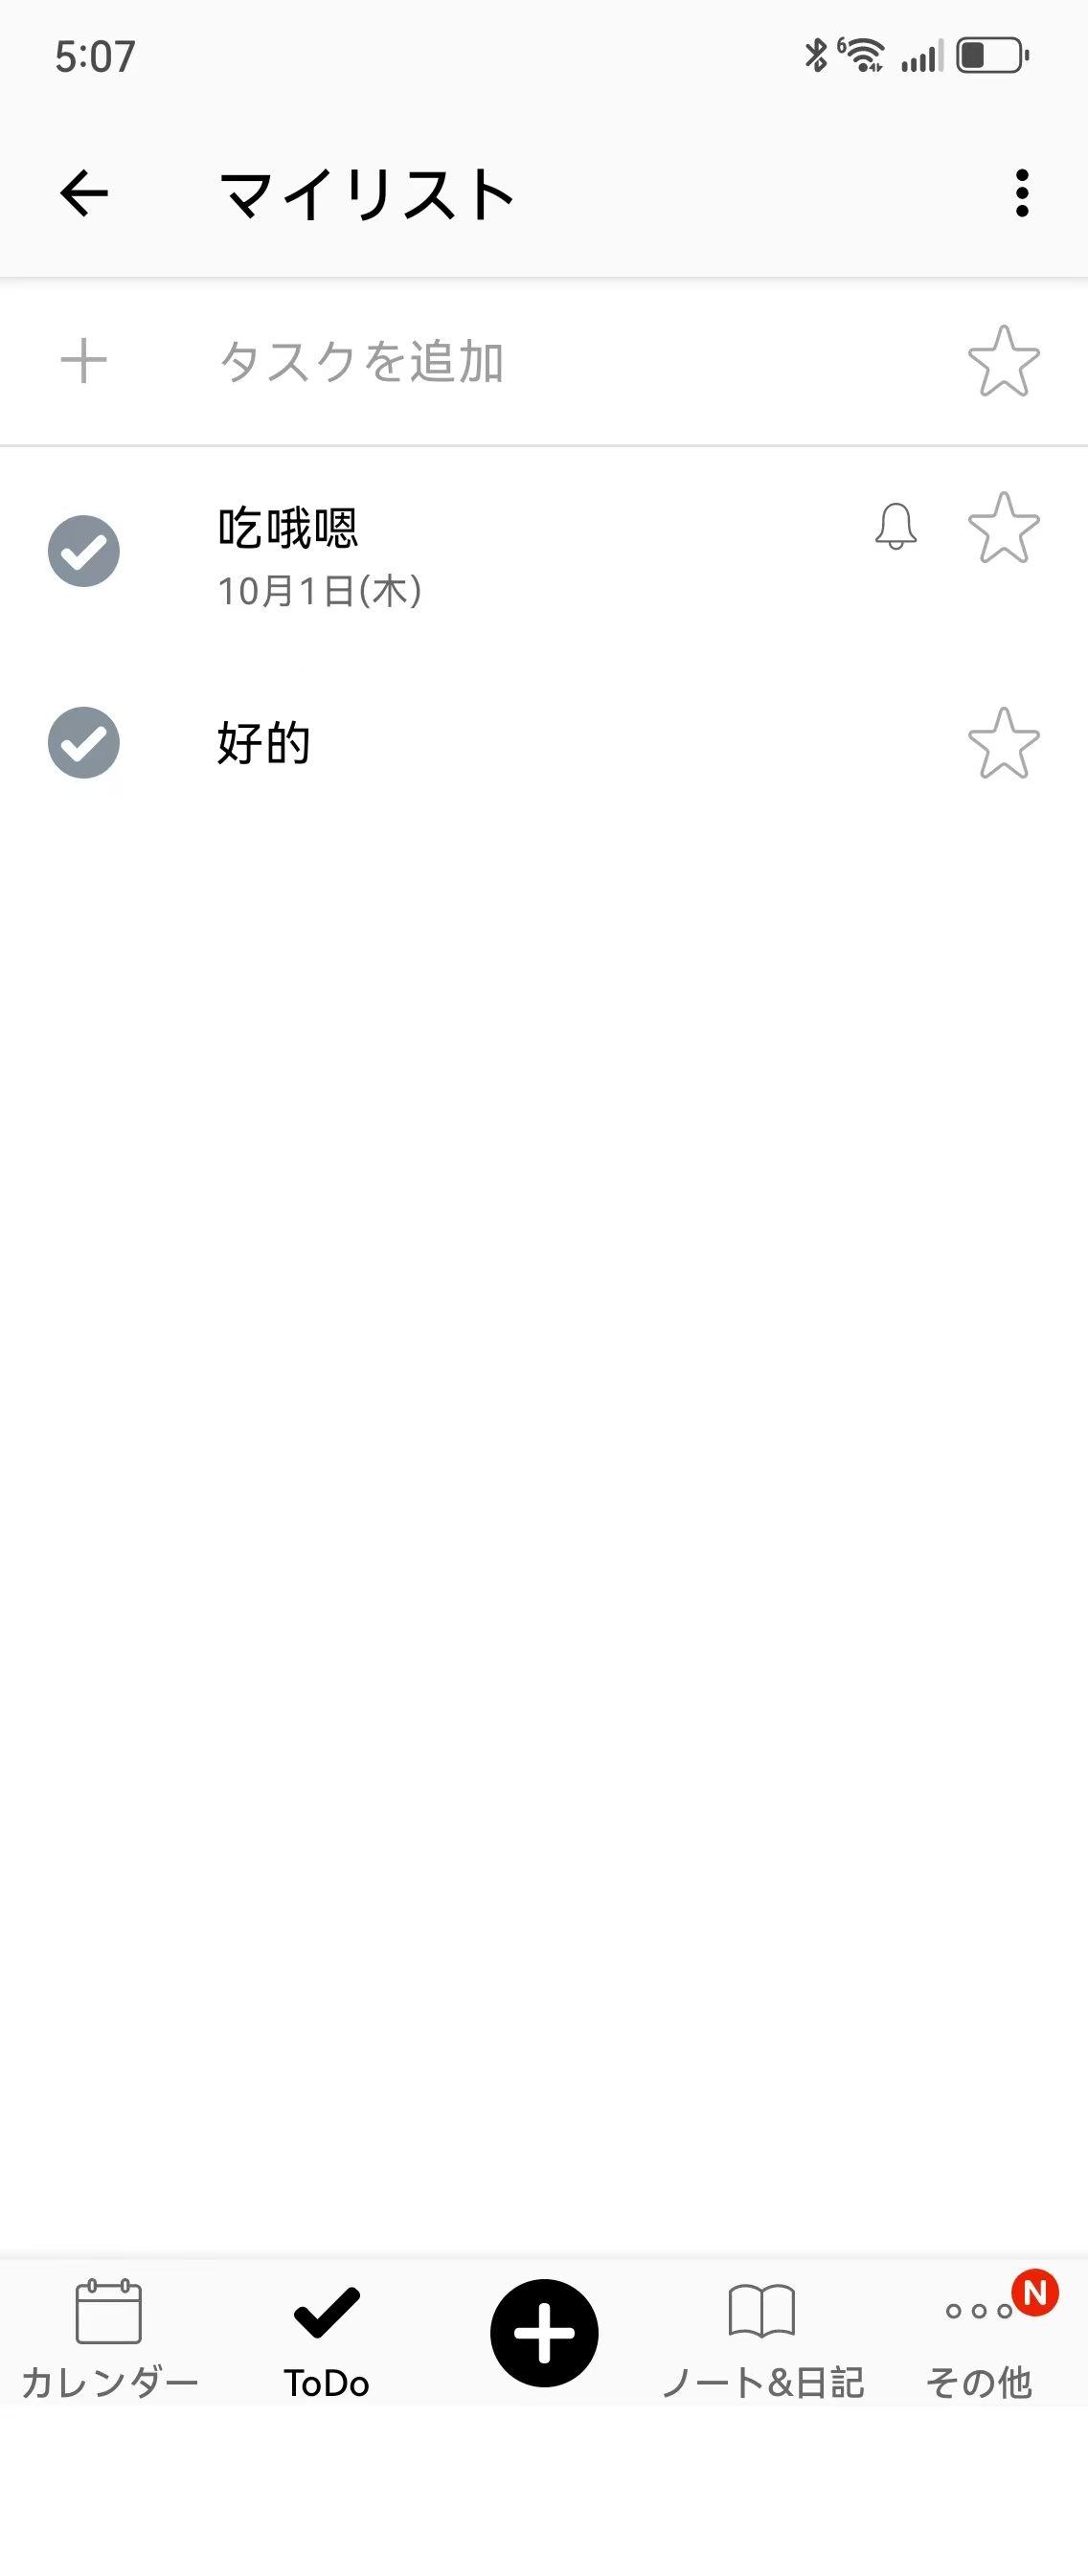 5:07
6
マイリスト
タスクを追加
吃哦嗯
10月1日(木)
好的
N
カレンダー
ToDo
ノート&日記
その他